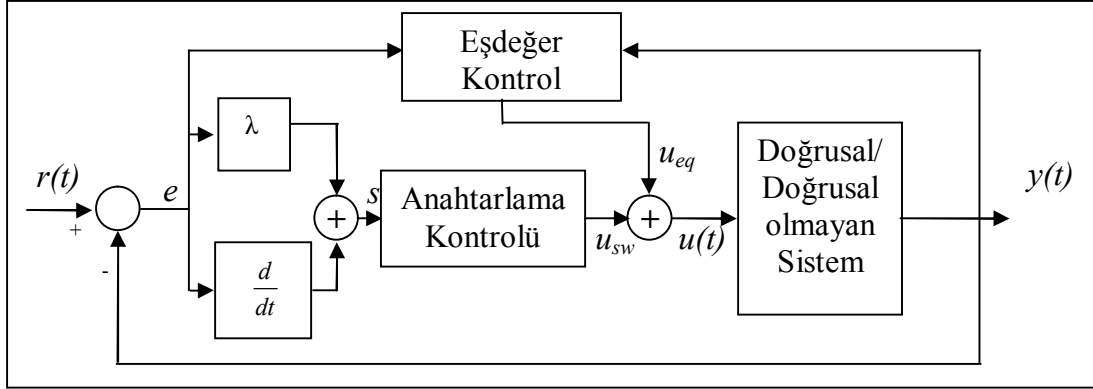 Eşdeğer
Kontrol
λ
r(t)
+
-
e
d
dt
+
s
Anahtarlama
Kontrolü
u_sw
u_eq
+
u(t)
Doğrusal/
Doğrusal
olmayan
Sistem
y(t)